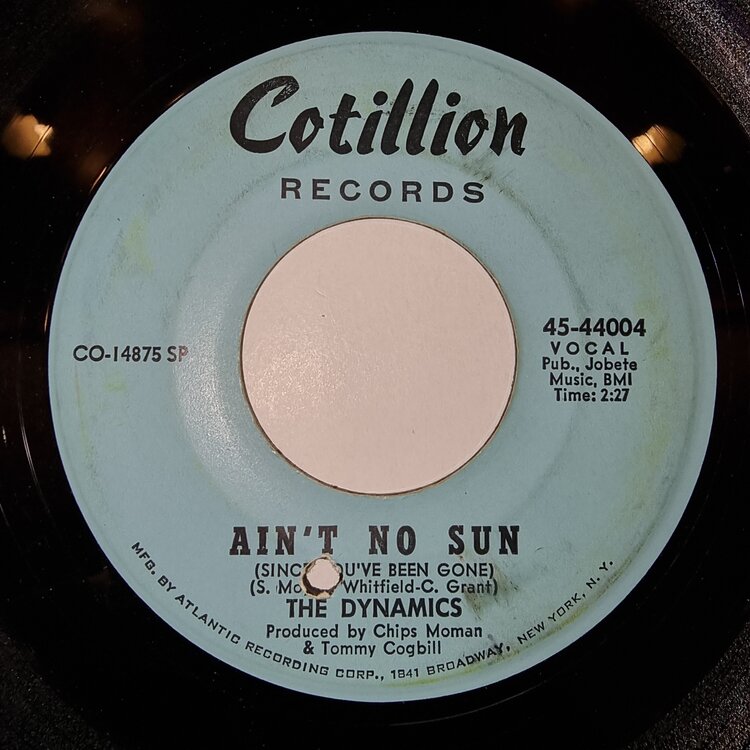 Cotillion
RECORDS
CO-14875 SP
45-44004
VOCAL
Pub., Jobete
Music, BMI
Time: 2:27
AIN'T NO SUN
(SINCE YOU'VE BEEN GONE)
(S. Whitfield-C. Grant)
THE DYNAMICS
Produced by Chips Moman
& Tommy Cogbill
MFG. BY ATLANTIC RECORDING CORP., 1841 BROADWAY, NEW YORK, N. Y.